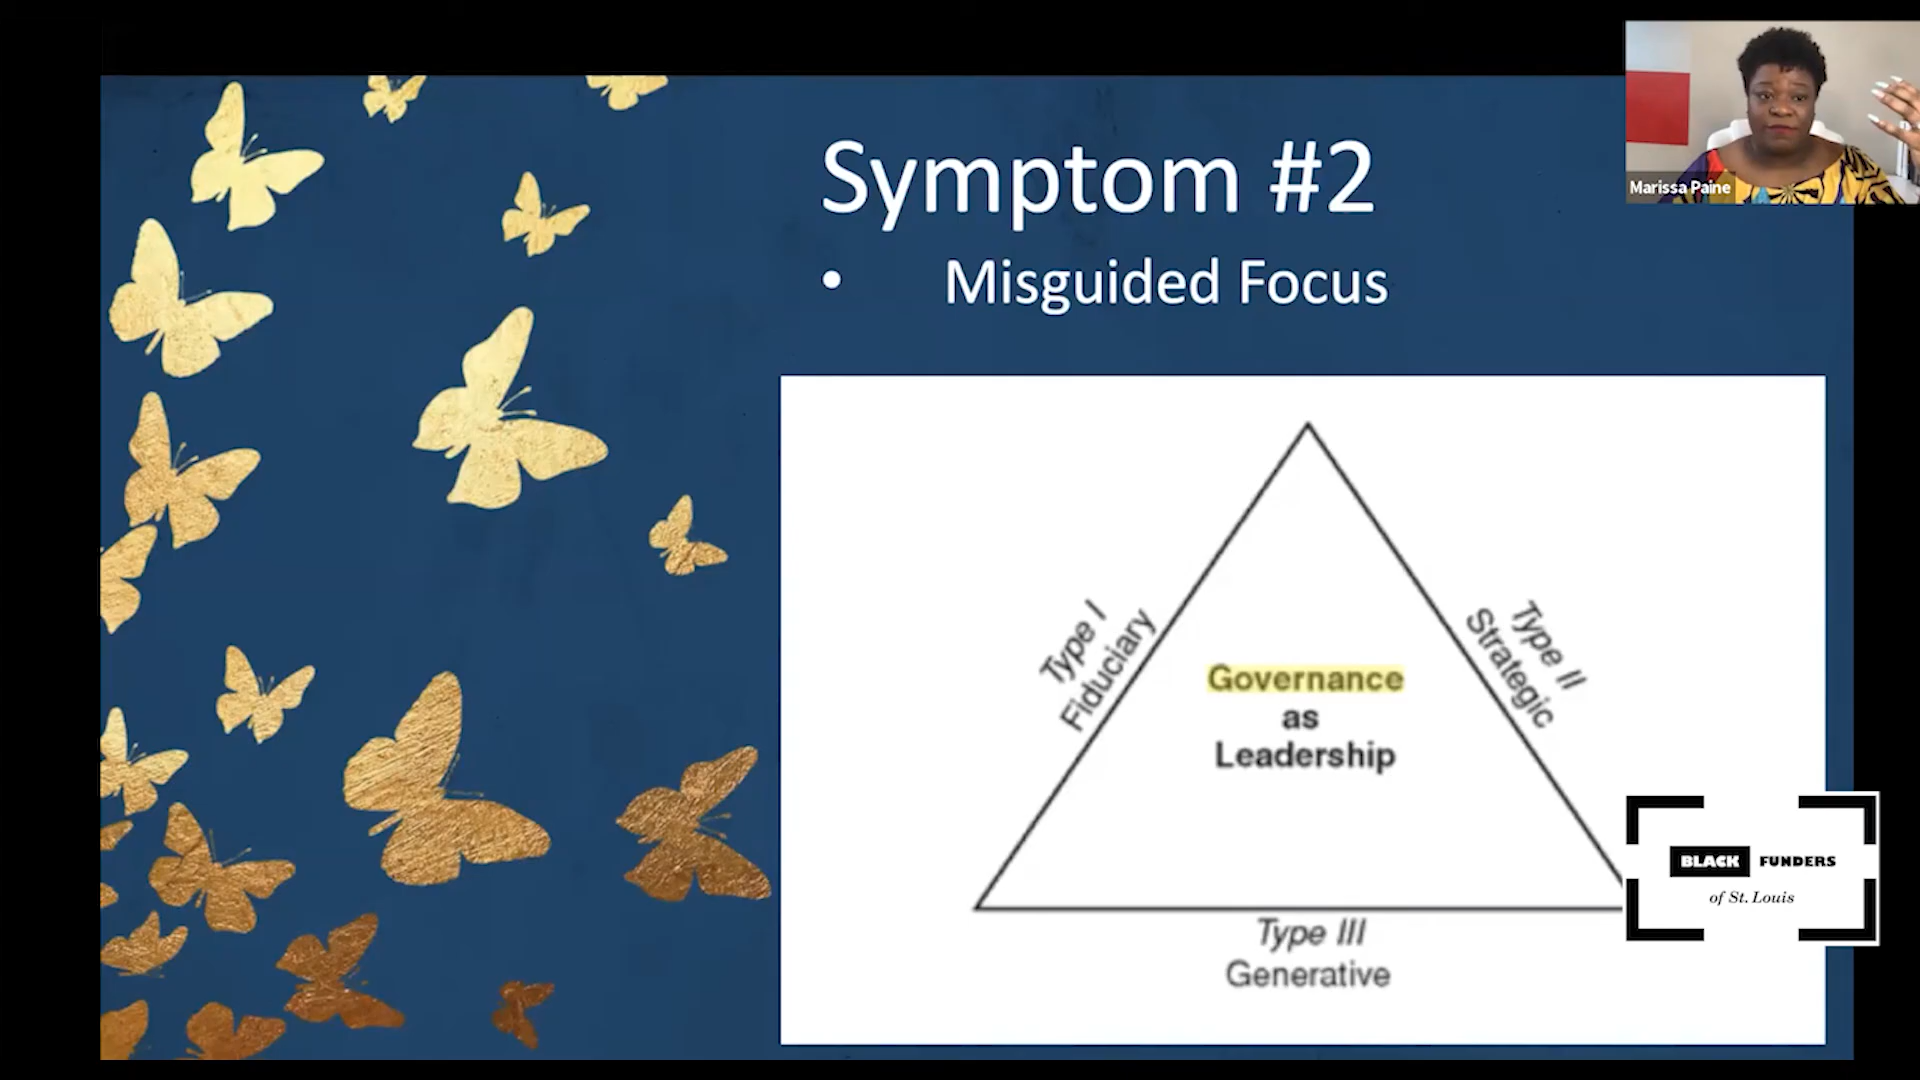 Symptom #2
• Misguided Focus
Marissa Paine
Type I
Fiduciary
Type II
Strategic
Governance
as
Leadership
Type III
Generative
BLACK FUNDERS
of St. Louis